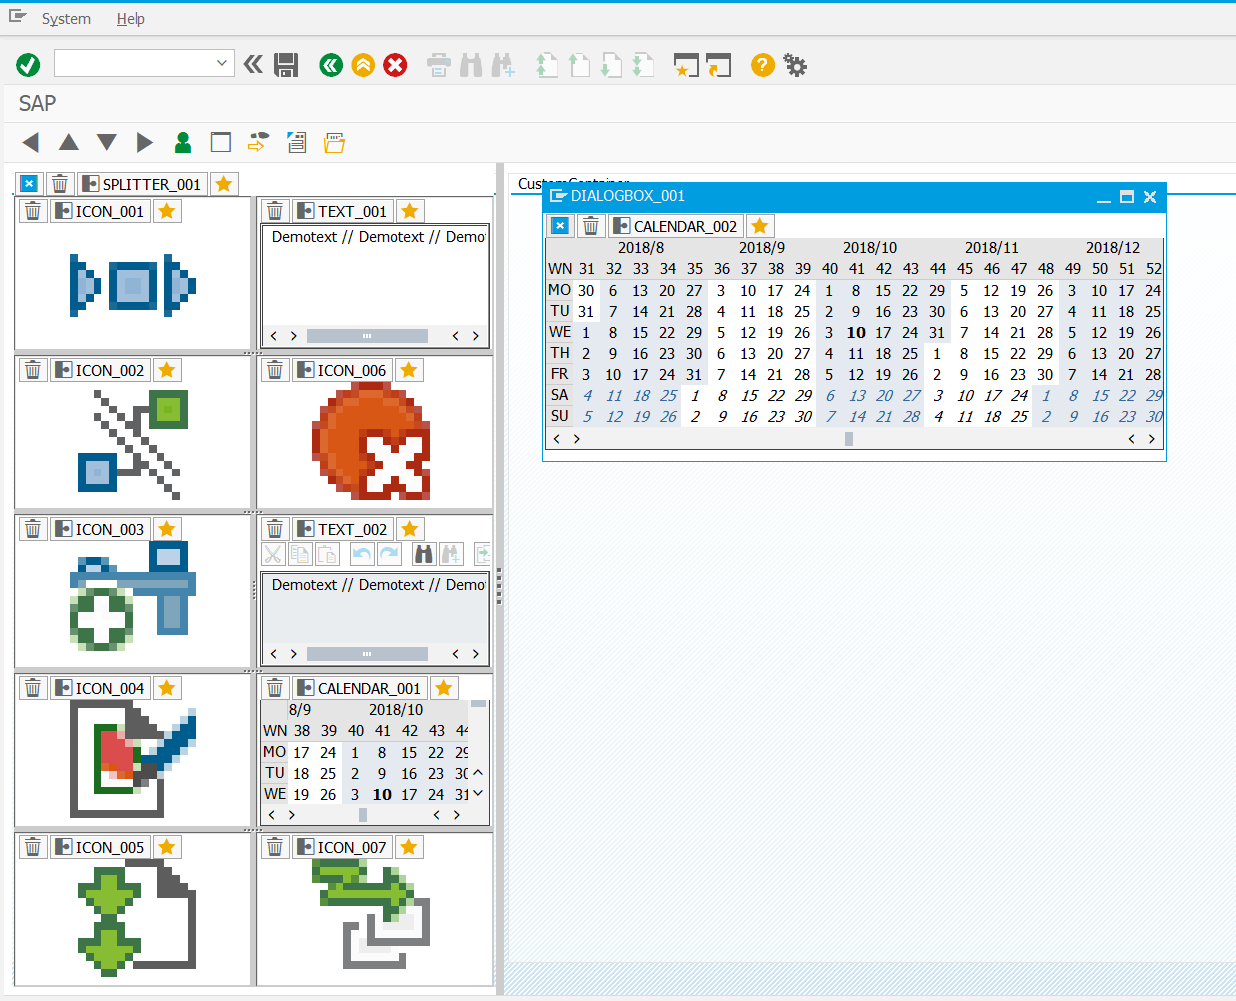 System Help
SAP
SPLITTER_001
ICON_001
TEXT_001
Demotext // Demotext // Demo
ICON_002
ICON_006
ICON_003
TEXT_002
Demotext // Demotext // Demo
ICON_004
CALENDAR_001
8/9 2018/10
WN 38 39 40 41 42 43 44
MO 17 24 1 8 15 22 29
TU 18 25 2 9 16 23 30
WE 19 26 3 10 17 24 31
ICON_005
ICON_007
CustomContainer
DIALOGBOX_001
CALENDAR_002
2018/8 2018/9 2018/10 2018/11 2018/12
WN 31 32 33 34 35 36 37 38 39 40 41 42 43 44 45 46 47 48 49 50 51 52
MO 30 6 13 20 27 3 10 17 24 1 8 15 22 29 5 12 19 26 3 10 17 24
TU 31 7 14 21 28 4 11 18 25 2 9 16 23 30 6 13 20 27 4 11 18 25
WE 1 8 15 22 29 5 12 19 26 3 10 17 24 31 7 14 21 28 5 12 19 26
TH 2 9 16 23 30 6 13 20 27 4 11 18 25 1 8 15 22 29 6 13 20 27
FR 3 10 17 24 31 7 14 21 28 5 12 19 26 2 9 16 23 30 7 14 21 28
SA 4 11 18 25 1 8 15 22 29 6 13 20 27 3 10 17 24 1 8 15 22 29
SU 5 12 19 26 2 9 16 23 30 7 14 21 28 4 11 18 25 2 9 16 23 30